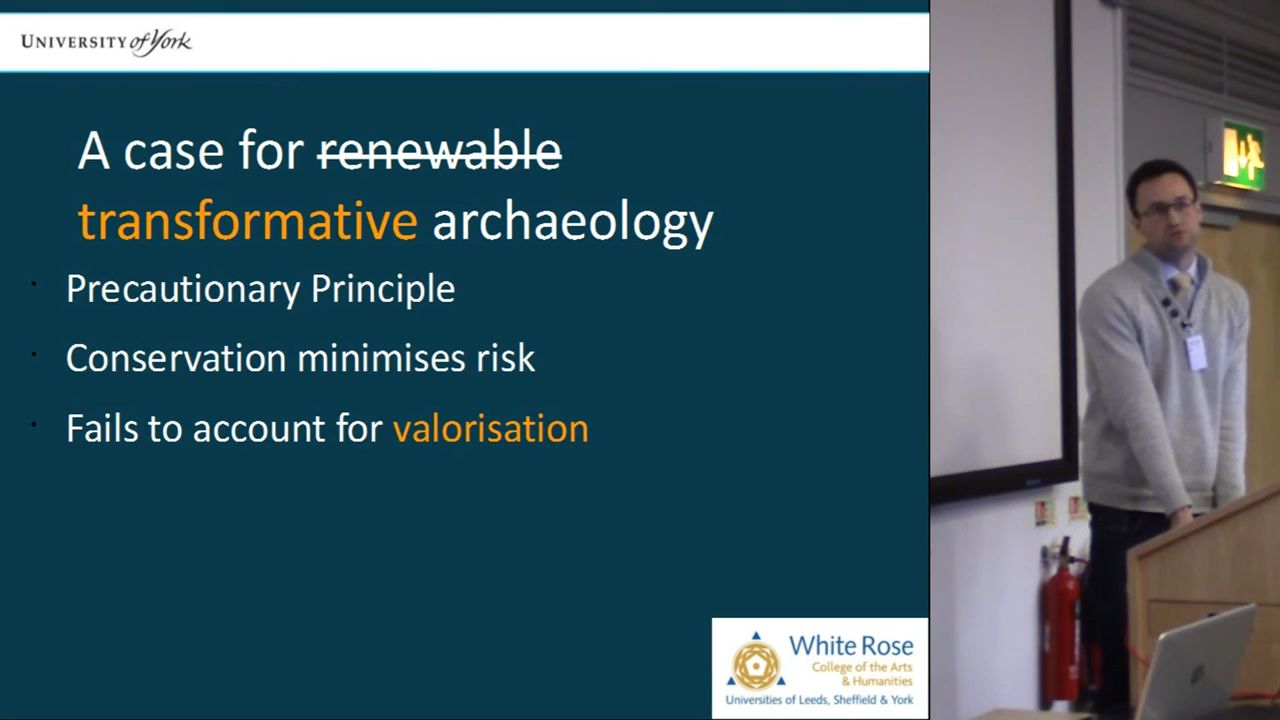 UNIVERSITY of York
A case for renewable
transformative archaeology
Precautionary Principle
Conservation minimises risk
Fails to account for valorisation
White Rose
College of the Arts
& Humanities
Universities of Leeds, Sheffield & York